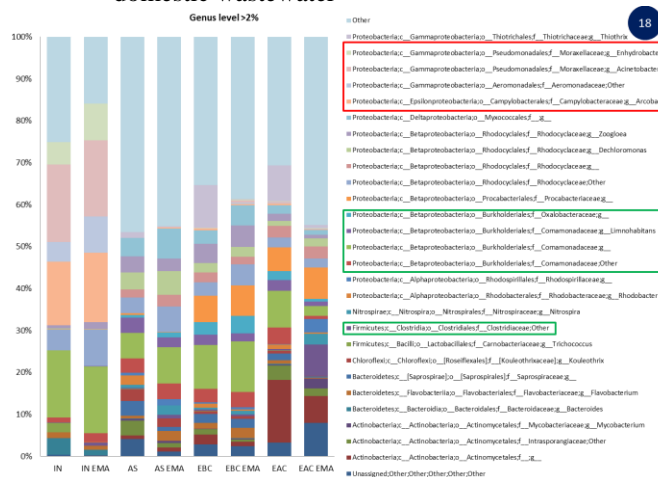 domestic wastewater
Genus level >2%
18
100%
90%
80%
70%
60%
50%
40%
30%
20%
10%
0%
IN
IN EMA
AS
AS EMA
EBC
EBC EMA
EAC
EAC EMA
Other
Proteobacteria;c__Gammaproteobacteria;o__Thiotrichales;f__Thiotrichaceae;g__Thiothrix
Proteobacteria;c__Gammaproteobacteria;o__Pseudomonadales;f__Moraxellaceae;g__Enhydrobacte
Proteobacteria;c__Gammaproteobacteria;o__Pseudomonadales;f__Moraxellaceae;g__Acinetobacte
Proteobacteria;c__Gammaproteobacteria;o__Aeromonadales;f__Aeromonadaceae;Other
Proteobacteria;c__Epsilonproteobacteria;o__Campylobacterales;f__Campylobacteraceae;g__Arcoba
Proteobacteria;c__Deltaproteobacteria;o__Myxococcales;f__;g__
Proteobacteria;c__Betaproteobacteria;o__Rhodocyclales;f__Rhodocyclaceae;g__Zoogloea
Proteobacteria;c__Betaproteobacteria;o__Rhodocyclales;f__Rhodocyclaceae;g__Dechloromonas
Proteobacteria;c__Betaproteobacteria;o__Rhodocyclales;f__Rhodocyclaceae;g__
Proteobacteria;c__Betaproteobacteria;o__Rhodocyclales;f__Rhodocyclaceae;Other
Proteobacteria;c__Betaproteobacteria;o__Procabacteriales;f__Procabacteriaceae;g__
Proteobacteria;c__Betaproteobacteria;o__Burkholderiales;f__Oxalobacteraceae;g__
Proteobacteria;c__Betaproteobacteria;o__Burkholderiales;f__Comamonadaceae;g__Limnohabitans
Proteobacteria;c__Betaproteobacteria;o__Burkholderiales;f__Comamonadaceae;g__
Proteobacteria;c__Betaproteobacteria;o__Burkholderiales;f__Comamonadaceae;Other
Proteobacteria;c__Alphaproteobacteria;o__Rhodospirillales;f__Rhodospirillaceae;g__
Proteobacteria;c__Alphaproteobacteria;o__Rhodobacterales;f__Rhodobacteraceae;g__Rhodobacter
Nitrospirae;c__Nitrospira;o__Nitrospirales;f__Nitrospiraceae;g__Nitrospira
Firmicutes;c__Clostridia;o__Clostridiales;f__Clostridiaceae;Other
Firmicutes;c__Bacilli;o__Lactobacillales;f__Carnobacteriaceae;g__Trichococcus
Chloroflexi;c__Chloroflexi;o__[Roseiflexales];f__[Kouleothrixaceae];g__Kouleothrix
Bacteroidetes;c__[Saprospirae];o__[Saprospirales];f__Saprospiraceae;g__
Bacteroidetes;c__Flavobacteriia;o__Flavobacteriales;f__Flavobacteriaceae;g__Flavobacterium
Bacteroidetes;c__Bacteroidia;o__Bacteroidales;f__Bacteroidaceae;g__Bacteroides
Actinobacteria;c__Actinobacteria;o__Actinomycetales;f__Mycobacteriaceae;g__Mycobacterium
Actinobacteria;c__Actinobacteria;o__Actinomycetales;f__Intrasporangiaceae;Other
Actinobacteria;c__Actinobacteria;o__Actinomycetales;f__;g__
Unassigned;Other;Other;Other;Other;Other